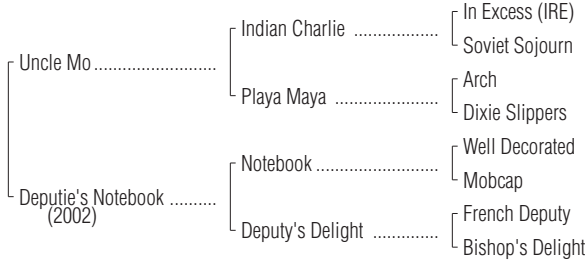 In Excess (IRE)
Indian Charlie ..................
Soviet Sojourn
Uncle Mo..........................
Arch
Playa Maya ......................
Dixie Slippers
Well Decorated
Notebook..........................
Mobcap
Deputie's Notebook ..........
(2002)
French Deputy
Deputy's Delight ..............
Bishop's Delight